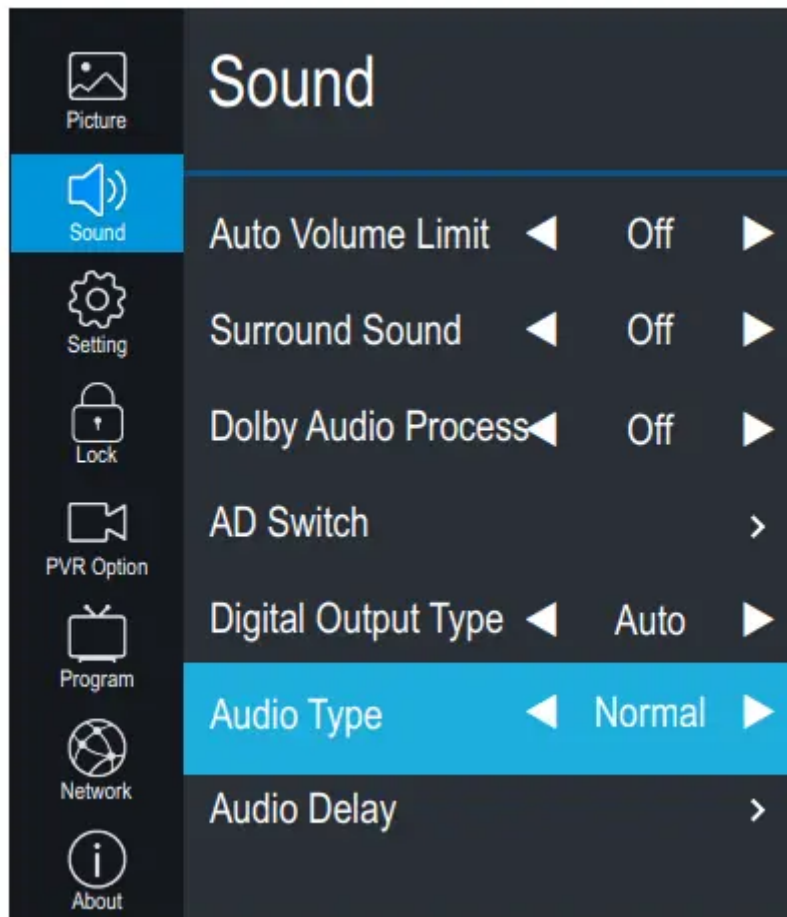 Picture
Sound
Setting
Lock
PVR Option
Program
Network
About
Sound
Auto Volume Limit Off
Surround Sound Off
Dolby Audio Process Off
AD Switch
Digital Output Type Auto
Audio Type Normal
Audio Delay